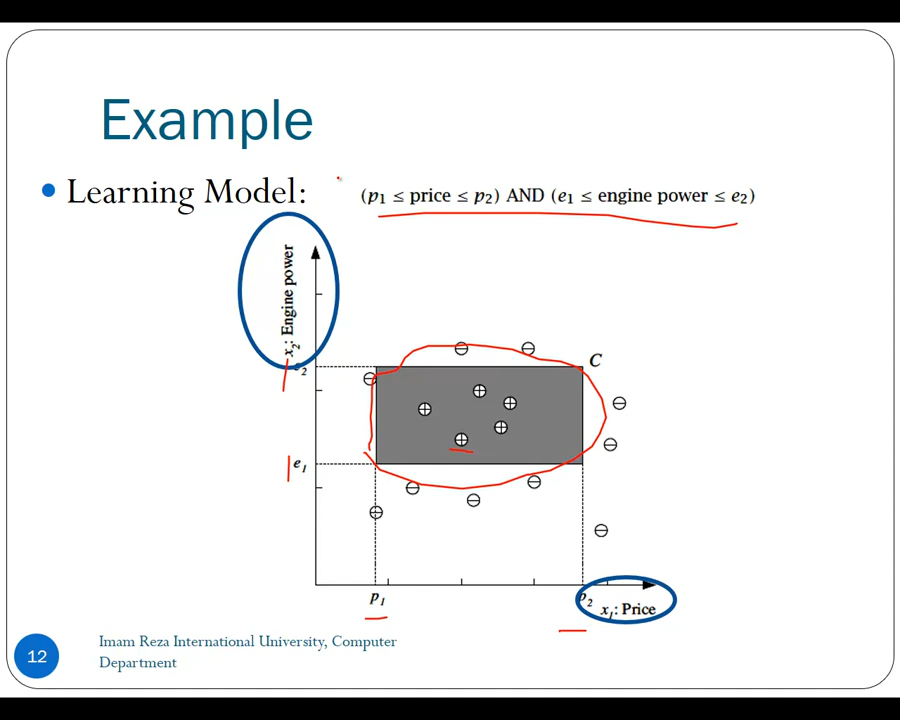 Example
Learning Model:
(p₁ ≤ price ≤ p₂) AND (e₁ ≤ engine power ≤ e₂)
x₂: Engine power
C
e₂
e₁
p₁
p₂
x₁: Price
12
Imam Reza International University, Computer
Department